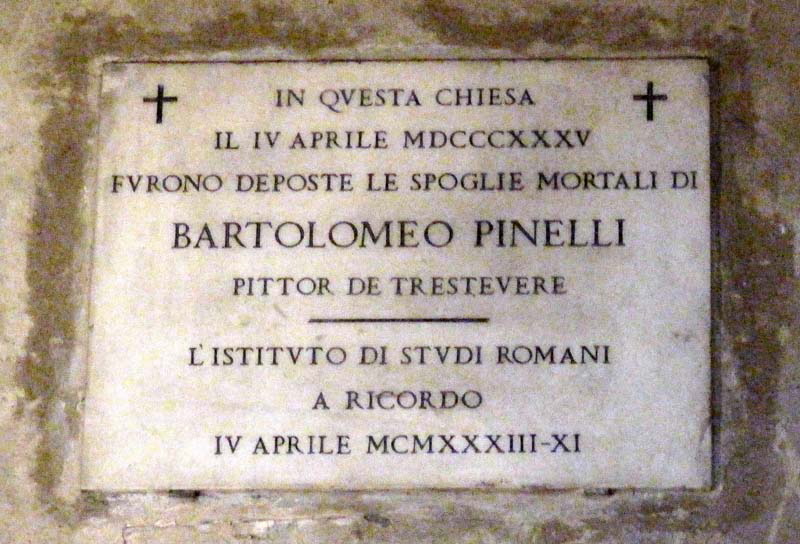 IN QVESTA CHIESA
IL IV APRILE MDCCCXXXV
FVRONO DEPOSTE LE SPOGLIE MORTALI DI
BARTOLOMEO PINELLI
PITTOR DE TRESTEVERE
L'ISTITVTO DI STVDI ROMANI
A RICORDO
IV APRILE MCMXXXIII-XI